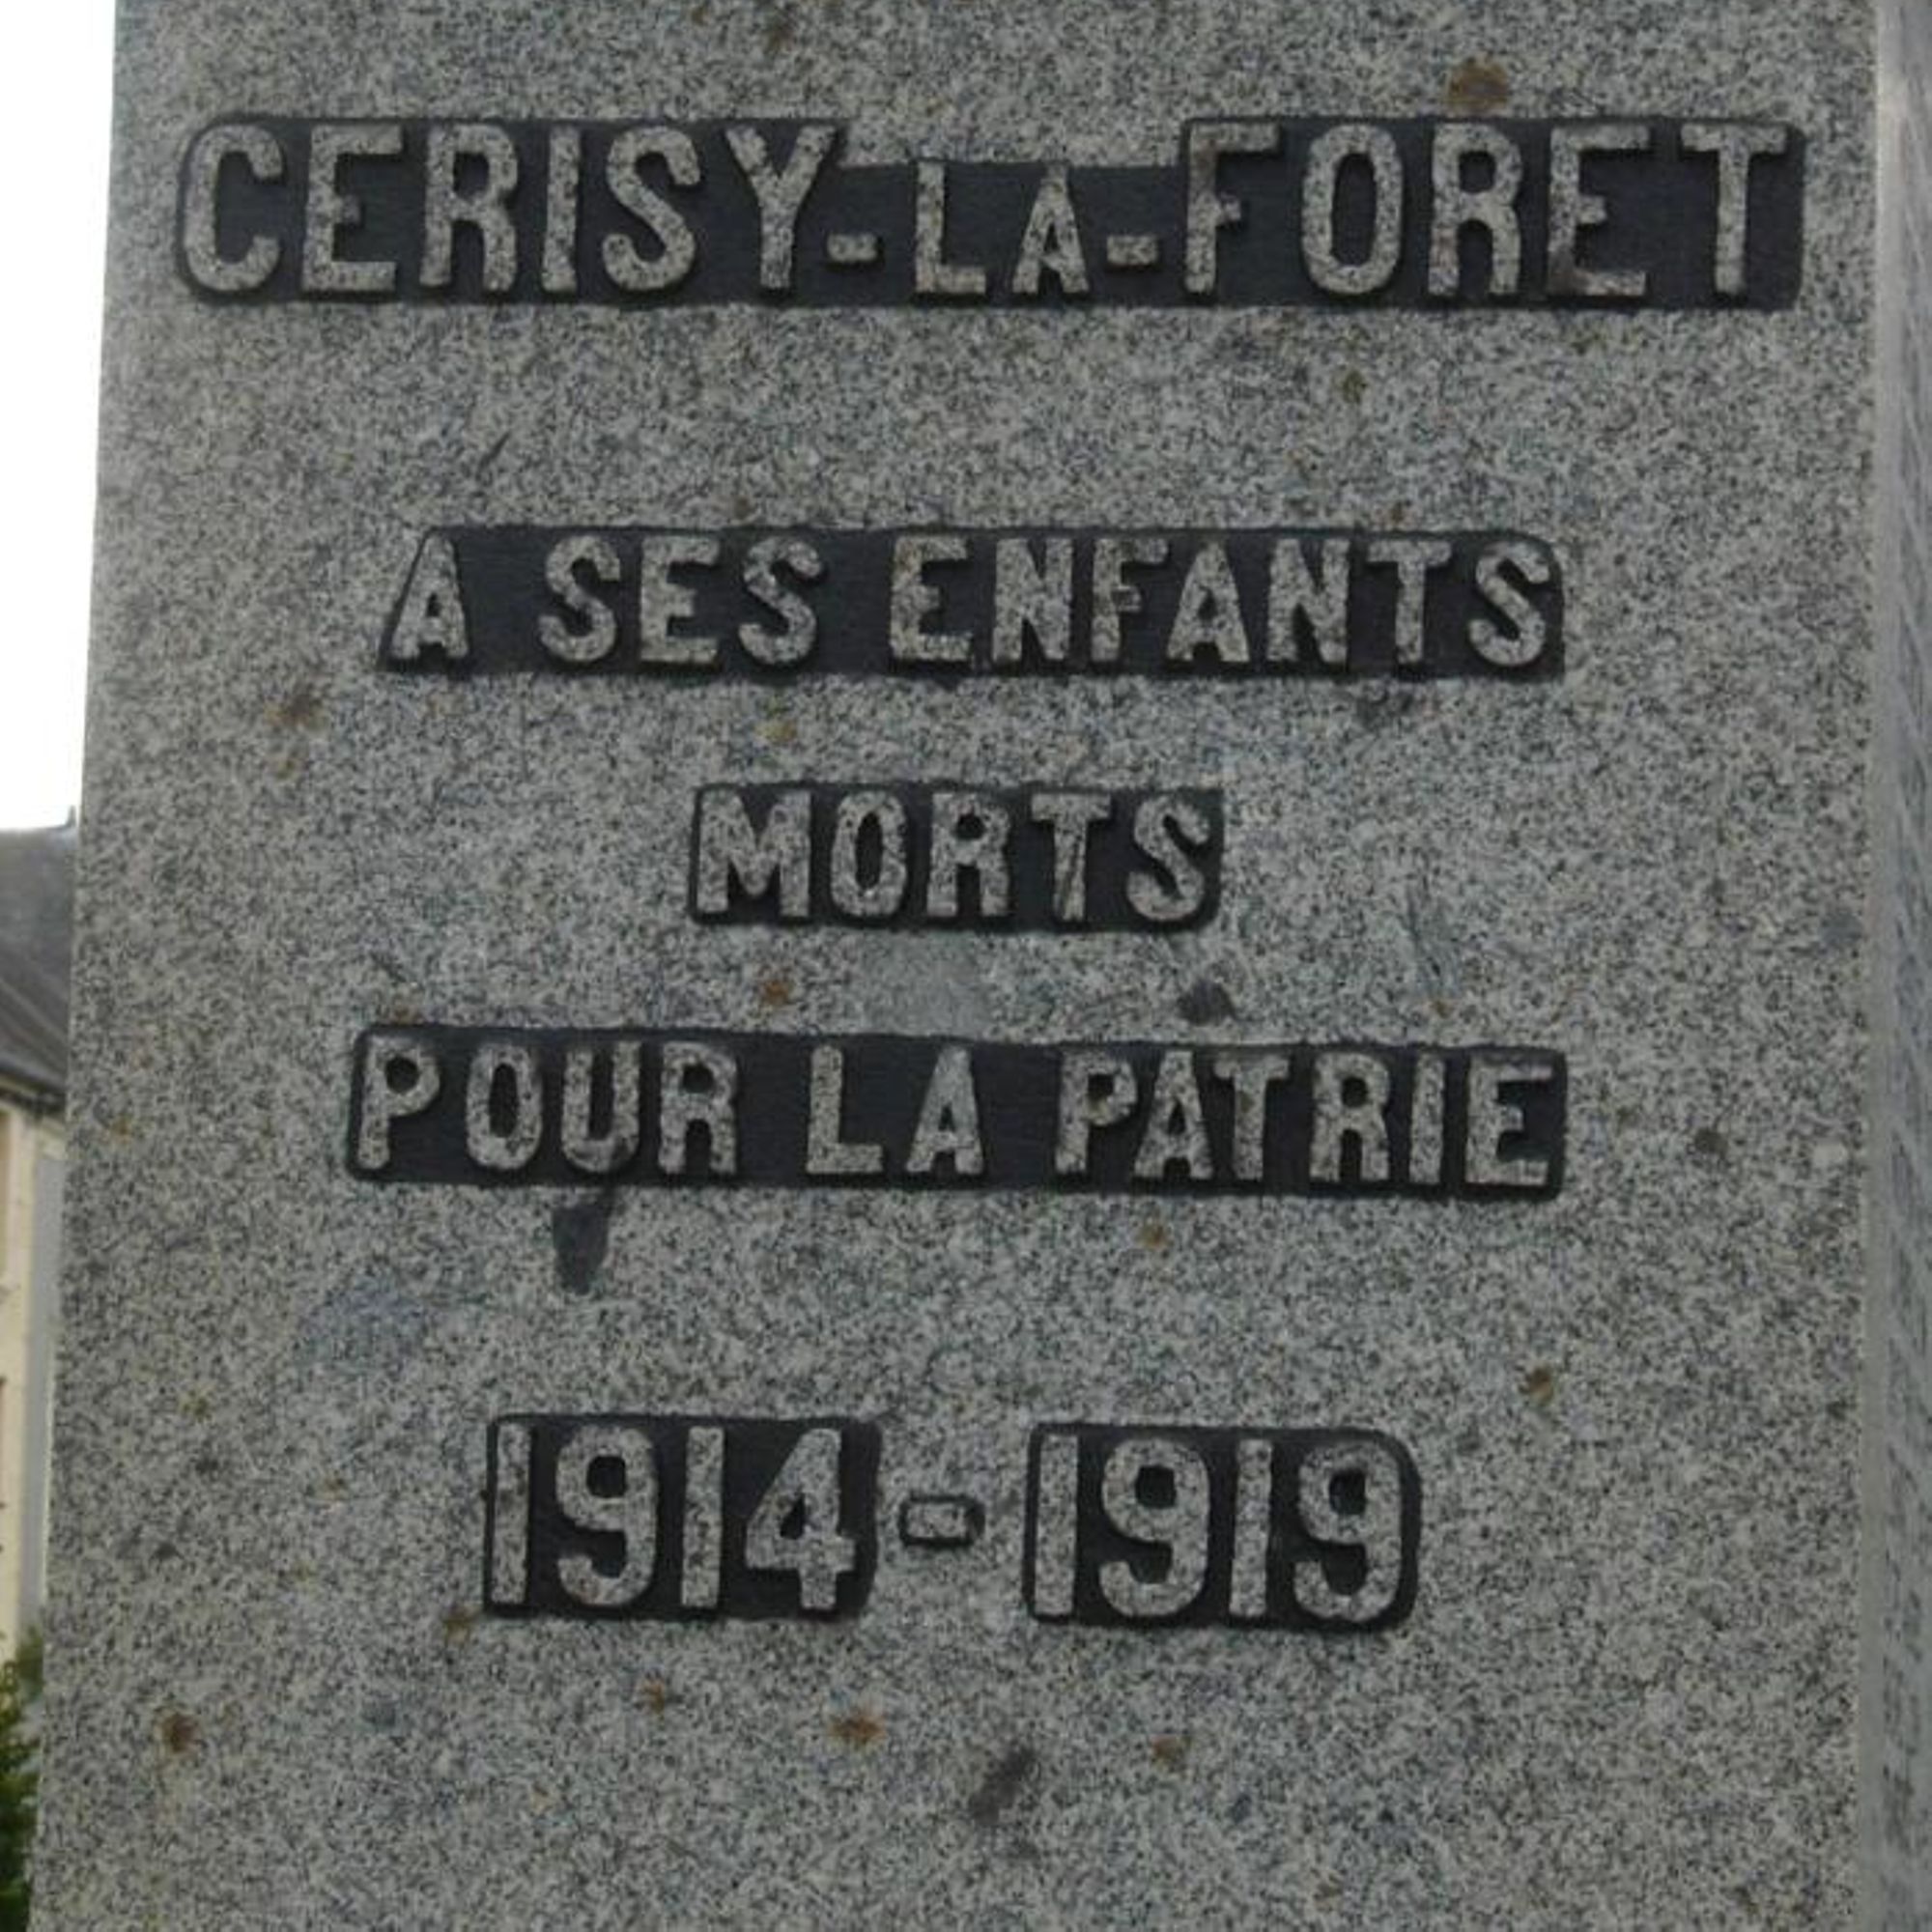 CERISY-LA-FORET
A SES ENFANTS
MORTS
POUR LA PATRIE
1914-1919